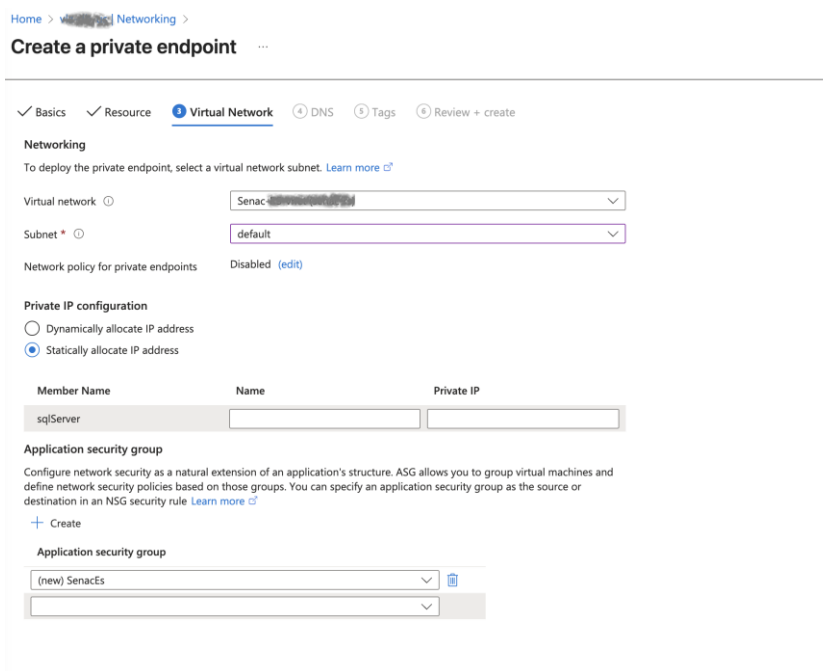 Home > | Networking >
Create a private endpoint ...
Basics Resource 3 Virtual Network 4 DNS 5 Tags 6 Review + create
Networking
To deploy the private endpoint, select a virtual network subnet. Learn more
Virtual network Senac-
Subnet * default
Network policy for private endpoints Disabled (edit)
Private IP configuration
Dynamically allocate IP address
Statically allocate IP address
Member Name Name Private IP
sqlServer
Application security group
Configure network security as a natural extension of an application's structure. ASG allows you to group virtual machines and
define network security policies based on those groups. You can specify an application security group as the source or
destination in an NSG security rule Learn more
+ Create
Application security group
(new) SenacEs